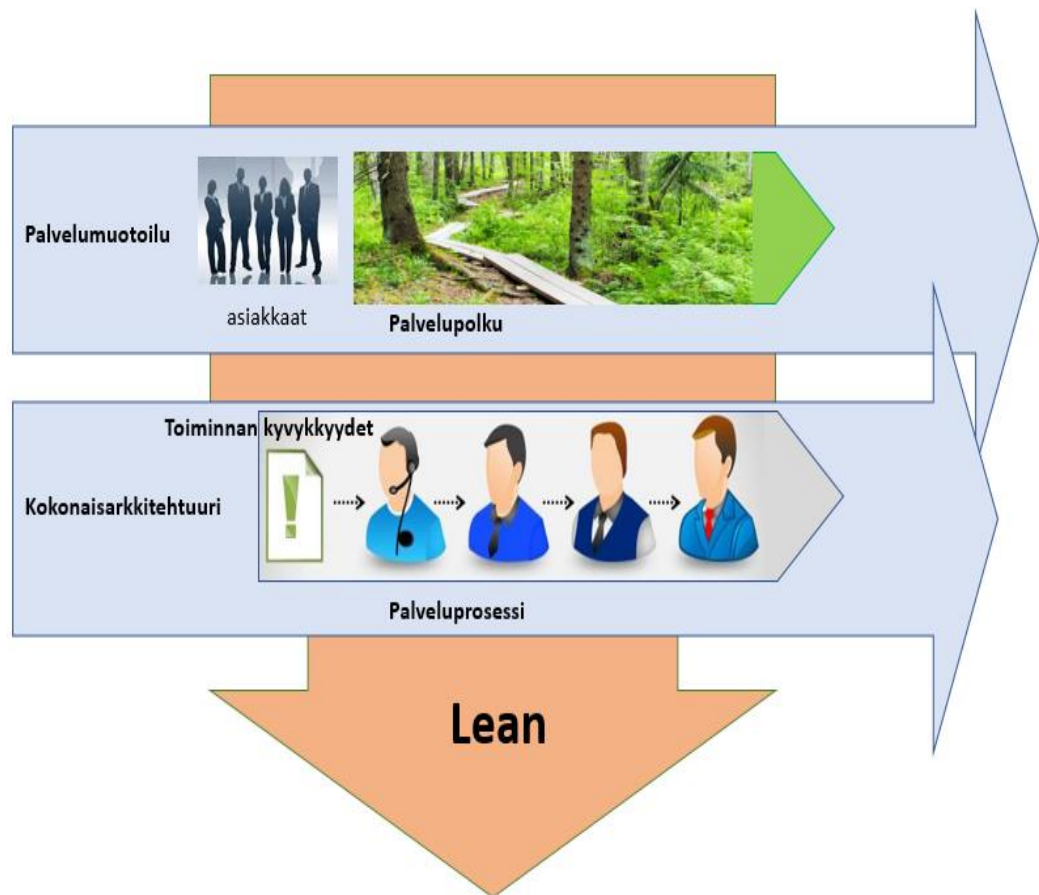 Palvelumuotoilu
asiakkaat
Palvelupolku
Toiminnan kyvykkyydet
Kokonaisarkkitehtuuri
Palveluprosessi
Lean